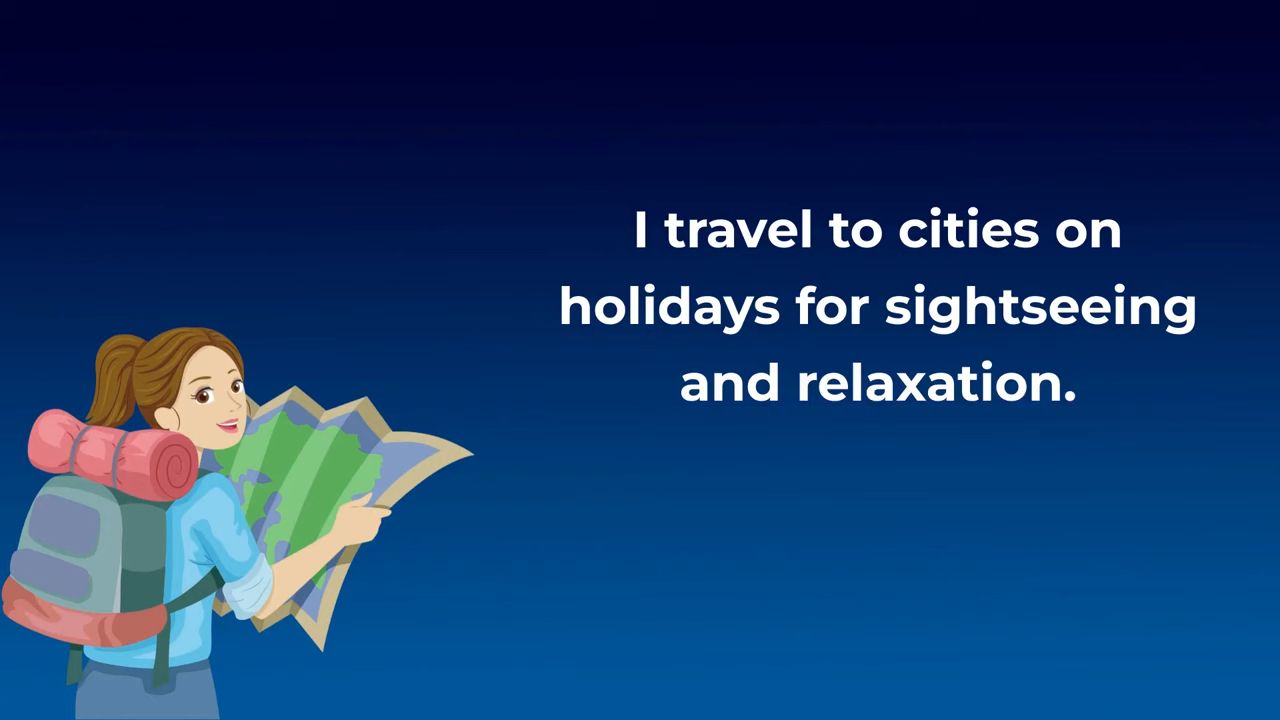 I travel to cities on
holidays for sightseeing
and relaxation.